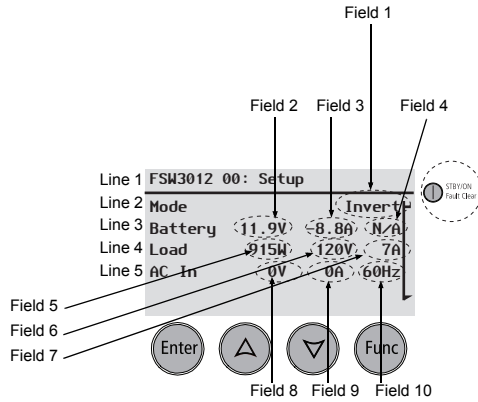 Field 1
Field 2 Field 3 Field 4
Line 1 FSW3012 00: Setup
STBY/ON
Fault Clear
Line 2 Mode Invert
Line 3 Battery 11.9V -8.8A N/A
Line 4 Load 915W 120V 7A
Line 5 AC In 0V 0A 60Hz
Field 5
Field 6
Field 7
Enter Func
Field 8 Field 9 Field 10